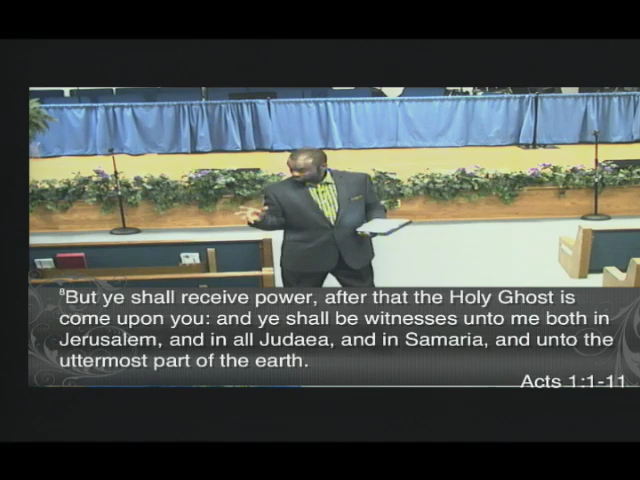 ⁸But ye shall receive power, after that the Holy Ghost is
come upon you: and ye shall be witnesses unto me both in
Jerusalem, and in all Judaea, and in Samaria, and unto the
uttermost part of the earth.
Acts 1:1-11